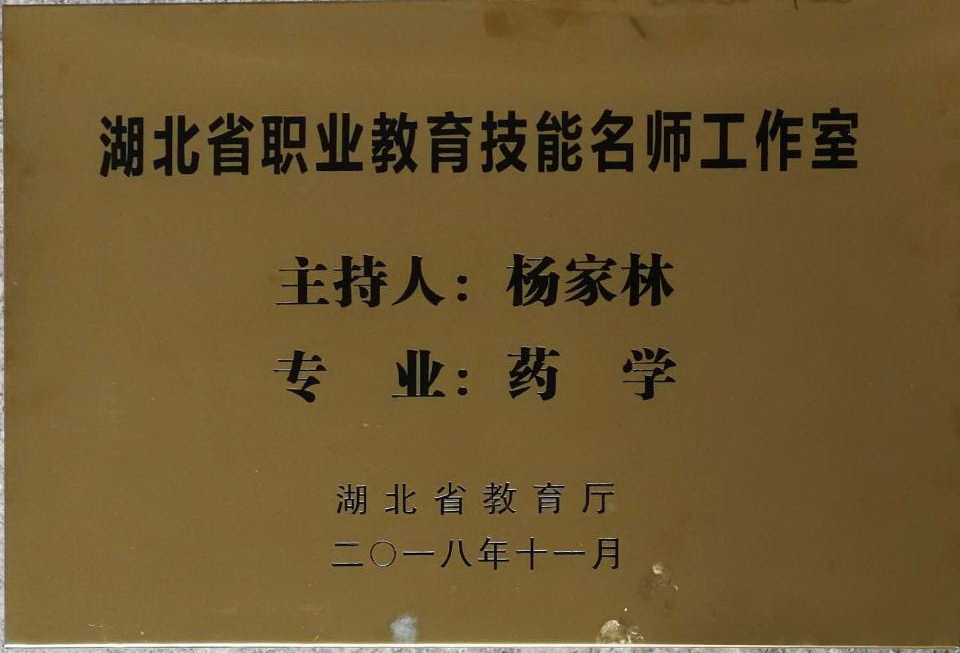 湖北省职业教育技能名师工作室
主持人：杨家林
专 业：药 学
湖北省教育厅
二〇一八年十一月